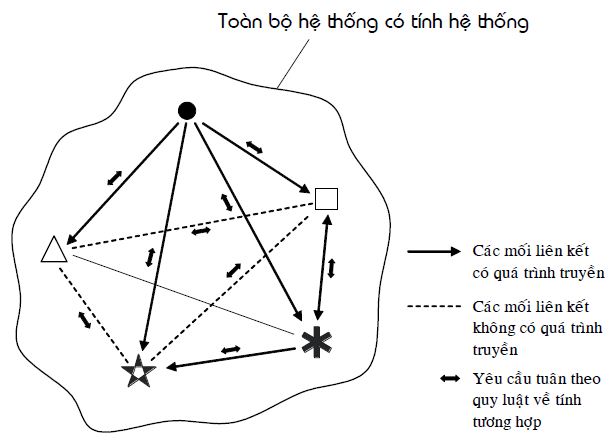 Toàn bộ hệ thống có tính hệ thống
Các mối liên kết
có quá trình truyền
Các mối liên kết
không có quá trình
truyền
Yêu cầu tuân theo
quy luật về tính
tương hợp